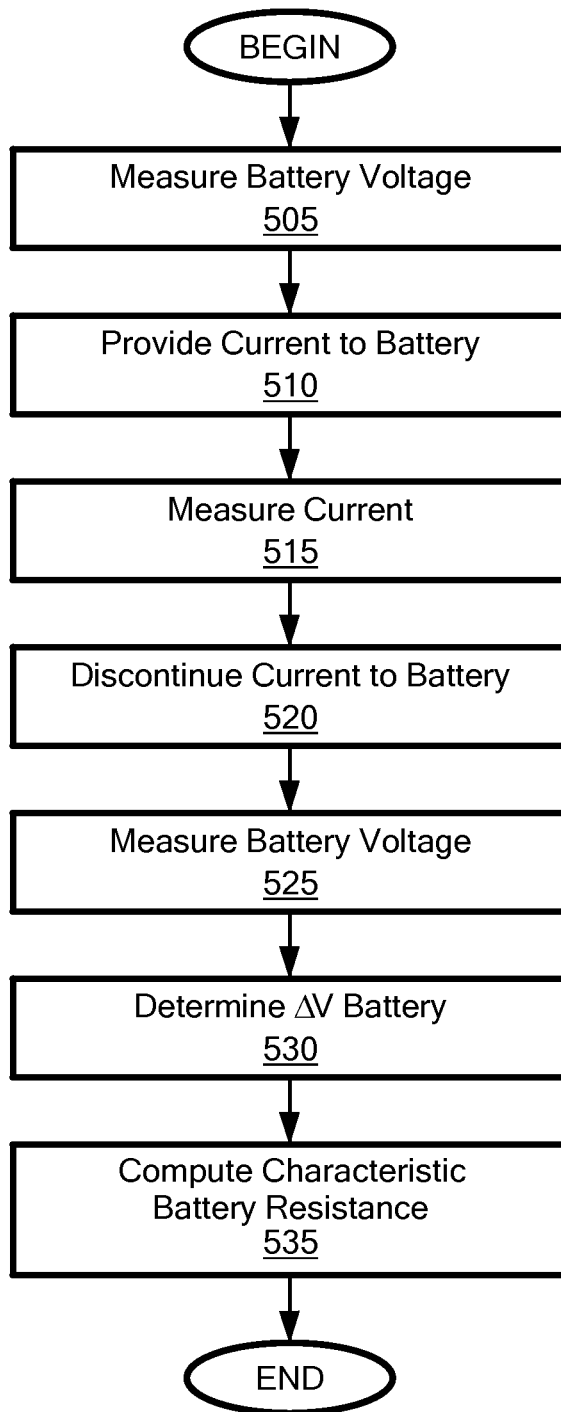 BEGIN
Measure Battery Voltage
505
Provide Current to Battery
510
Measure Current
515
Discontinue Current to Battery
520
Measure Battery Voltage
525
Determine ΔV Battery
530
Compute Characteristic
Battery Resistance
535
END